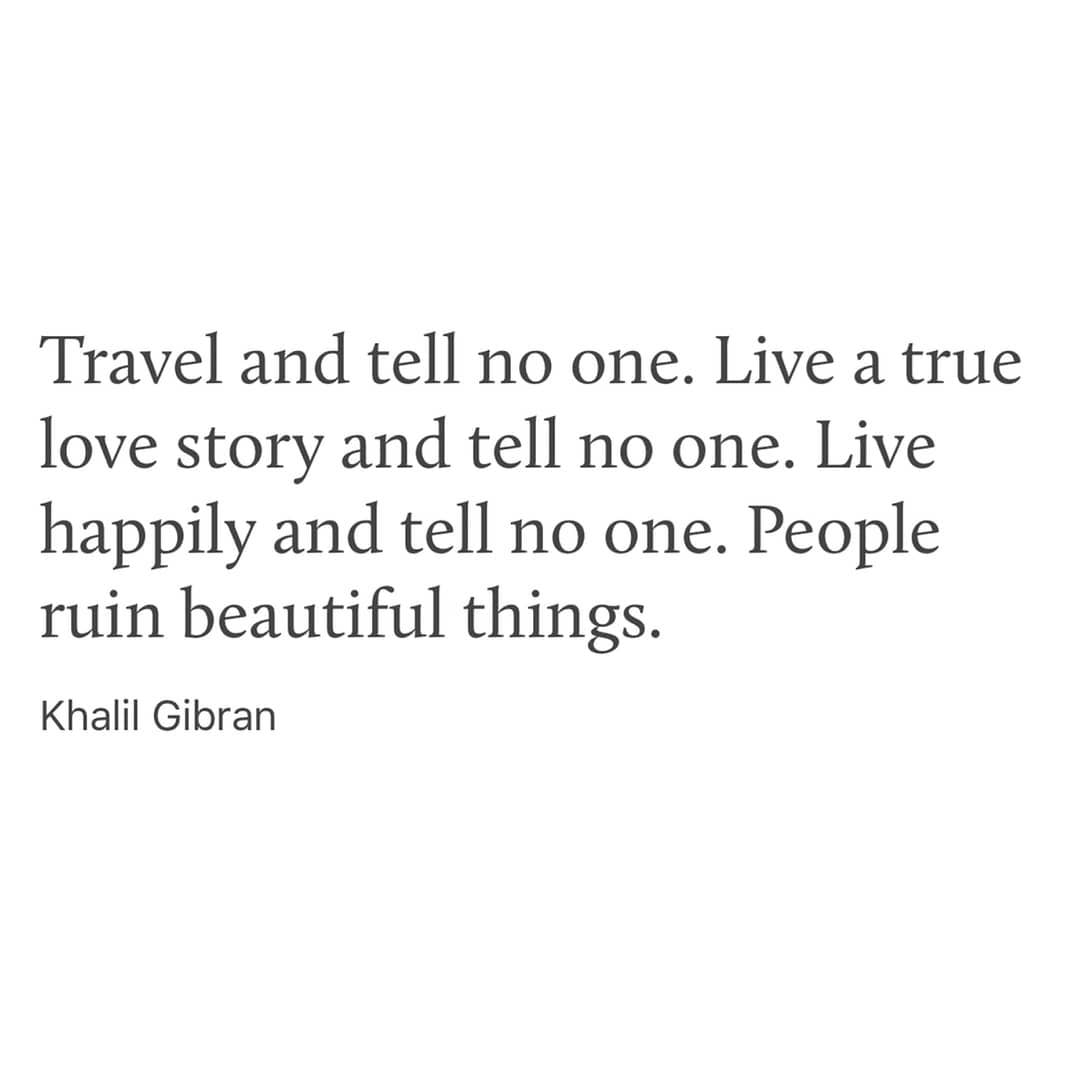 Travel and tell no one. Live a true
love story and tell no one. Live
happily and tell no one. People
ruin beautiful things.
Khalil Gibran